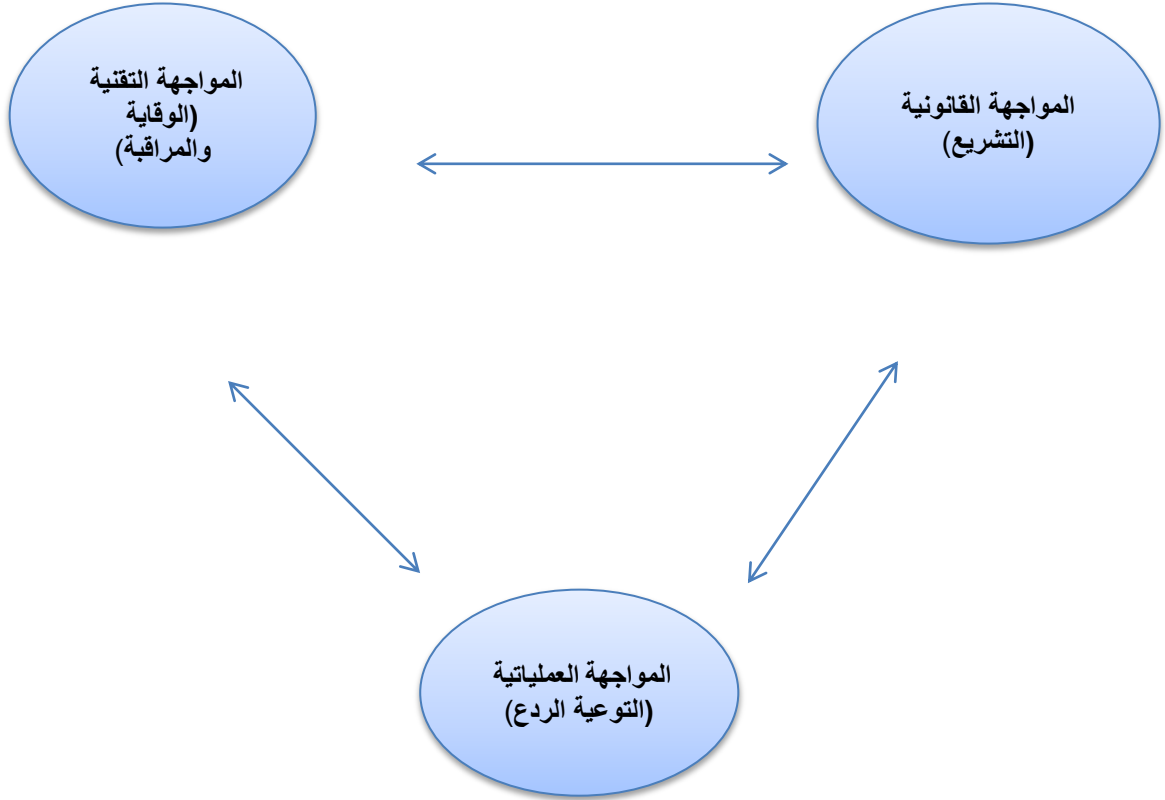 المواجهة القانونية
(التشريع)
المواجهة التقنية
(الوقاية
والمراقبة)
المواجهة العملياتية
(التوعية الردع)